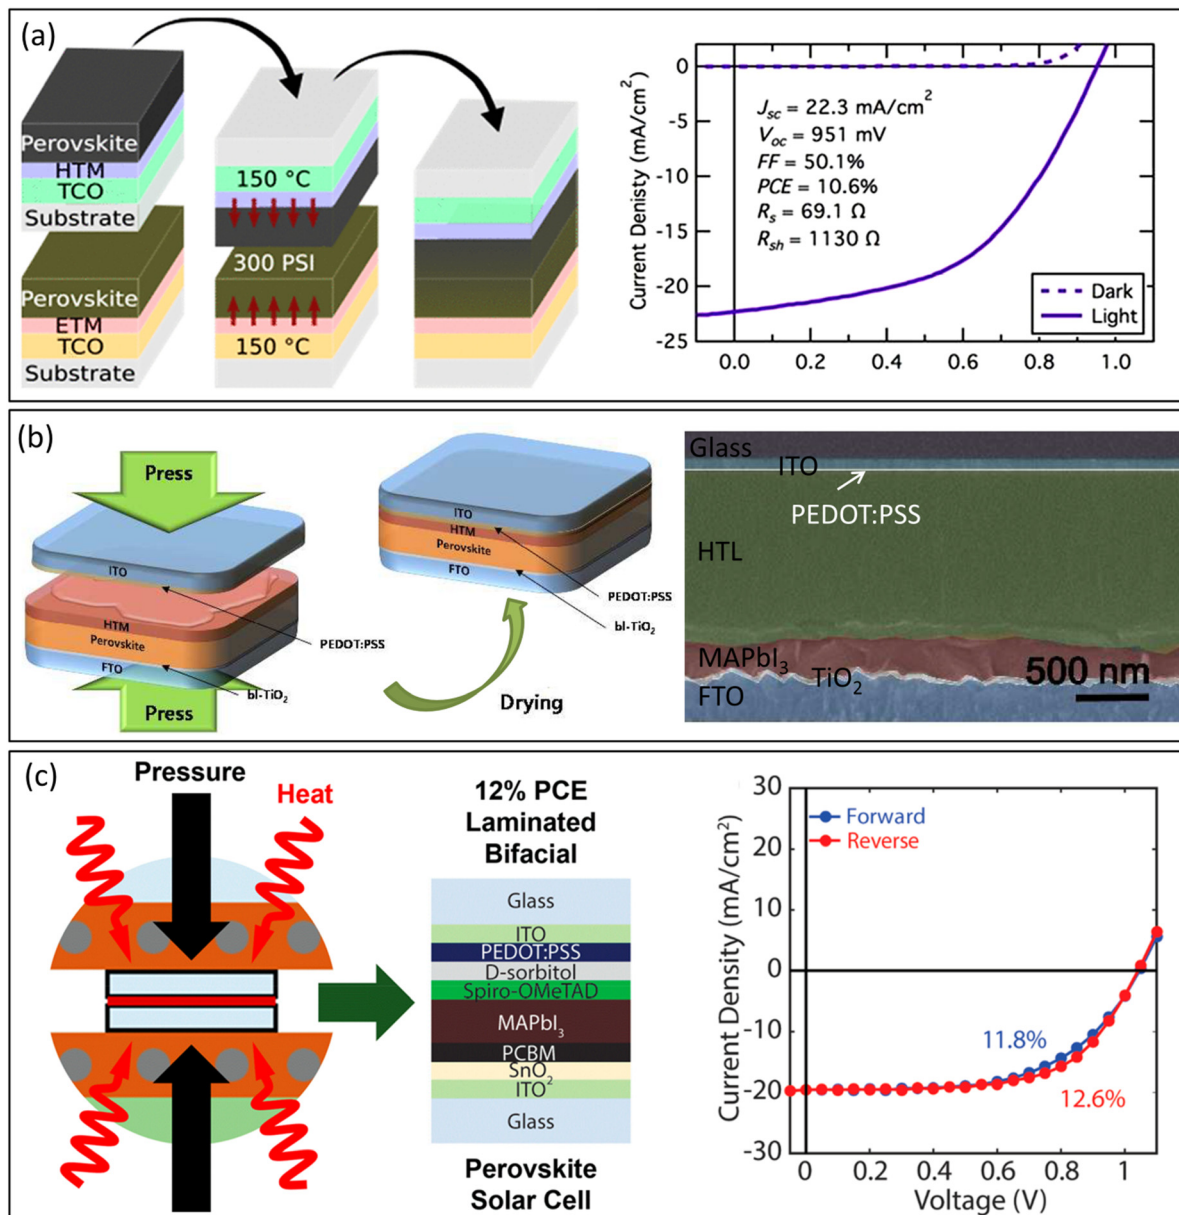 (a)
Perovskite
HTM
TCO
Substrate
Perovskite
ETM
TCO
Substrate
150 °C
300 PSI
150 °C
Current Denisty (mA/cm²)
0
-5
-10
-15
-20
-25
J_sc = 22.3 mA/cm²
V_oc = 951 mV
FF = 50.1%
PCE = 10.6%
R_s = 69.1 Ω
R_sh = 1130 Ω
Dark
Light
0.0 0.2 0.4 0.6 0.8 1.0
(b)
Press
ITO
HTM
Perovskite
FTO
PEDOT:PSS
bl-TiO₂
Press
ITO
HTM
Perovskite
FTO
PEDOT:PSS
bl-TiO₂
Drying
Glass
ITO
PEDOT:PSS
HTL
MAPbI₃
TiO₂
FTO
500 nm
(c)
Pressure
Heat
12% PCE
Laminated
Bifacial
Glass
ITO
PEDOT:PSS
D-sorbitol
Spiro-OMeTAD
MAPbI₃
PCBM
SnO₂
ITO
Glass
Perovskite
Solar Cell
Current Density (mA/cm²)
30
20
10
0
-10
-20
-30
Forward
Reverse
11.8%
12.6%
0 0.2 0.4 0.6 0.8 1
Voltage (V)